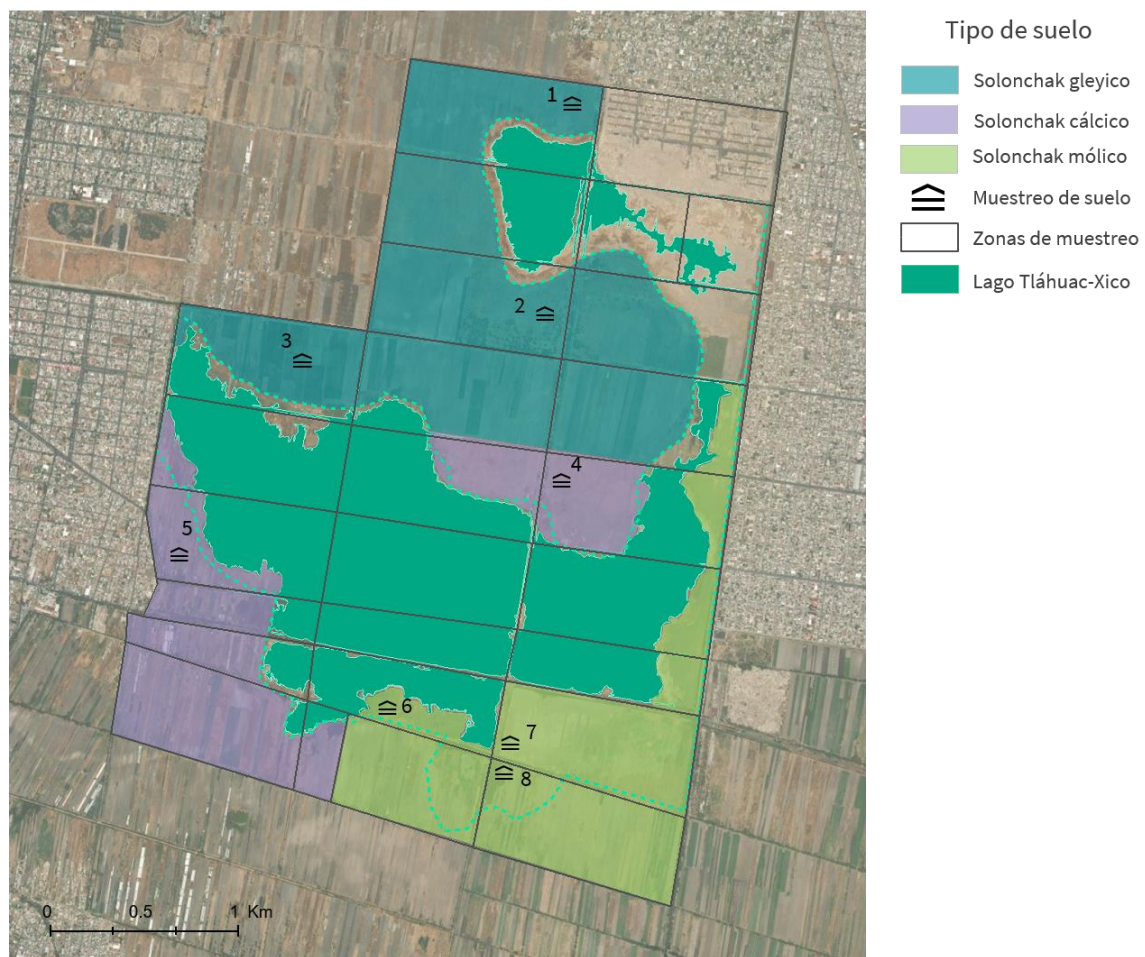 Tipo de suelo
Solonchak gleyico
Solonchak cálcico
Solonchak mólico
Muestreo de suelo
Zonas de muestreo
Lago Tláhuac-Xico
1
2
3
4
5
6
7
8
0 0.5 1 Km